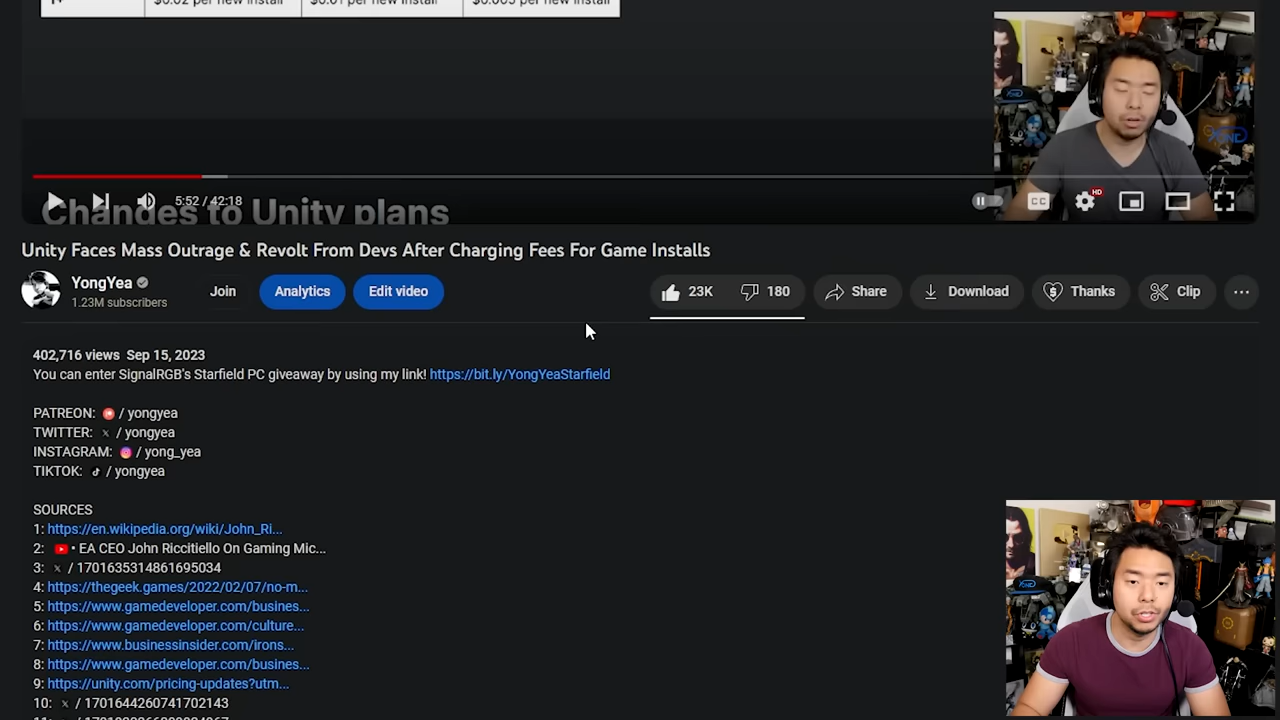 $0.02 per new install $0.01 per new install $0.005 per new install
5:52 / 42:18
CC
HD
Changes to Unity plans
Unity Faces Mass Outrage & Revolt From Devs After Charging Fees For Game Installs
YongYea
1.23M subscribers
Join
Analytics
Edit video
23K
180
Share
Download
Thanks
Clip
402,716 views Sep 15, 2023
You can enter SignalRGB's Starfield PC giveaway by using my link! https://bit.ly/YongYeaStarfield
PATREON: / yongyea
TWITTER: / yongyea
INSTAGRAM: / yong_yea
TIKTOK: / yongyea
SOURCES
1: https://en.wikipedia.org/wiki/John_Ri...
2: • EA CEO John Riccitiello On Gaming Mic...
3: / 1701635314861695034
4: https://thegeek.games/2022/02/07/no-m...
5: https://www.gamedeveloper.com/busines...
6: https://www.gamedeveloper.com/culture...
7: https://www.businessinsider.com/irons...
8: https://www.gamedeveloper.com/busines...
9: https://unity.com/pricing-updates?utm...
10: / 1701644260741702143